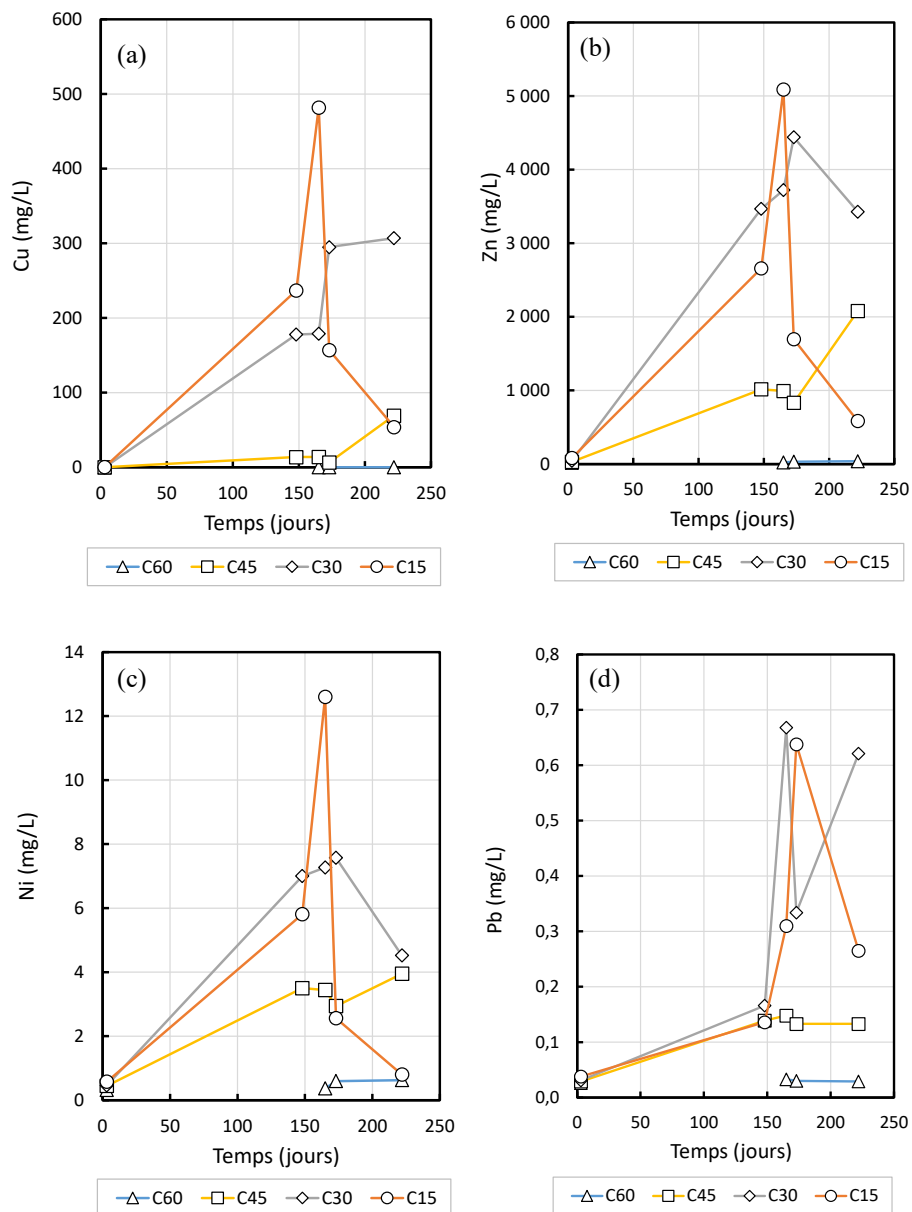 (a)
Cu (mg/L)
600
500
400
300
200
100
0
0 50 100 150 200 250
Temps (jours)
C60 C45 C30 C15
(b)
Zn (mg/L)
6 000
5 000
4 000
3 000
2 000
1 000
0
0 50 100 150 200 250
Temps (jours)
C60 C45 C30 C15
(c)
Ni (mg/L)
14
12
10
8
6
4
2
0
0 50 100 150 200 250
Temps (jours)
C60 C45 C30 C15
(d)
Pb (mg/L)
0,8
0,7
0,6
0,5
0,4
0,3
0,2
0,1
0,0
0 50 100 150 200 250
Temps (jours)
C60 C45 C30 C15